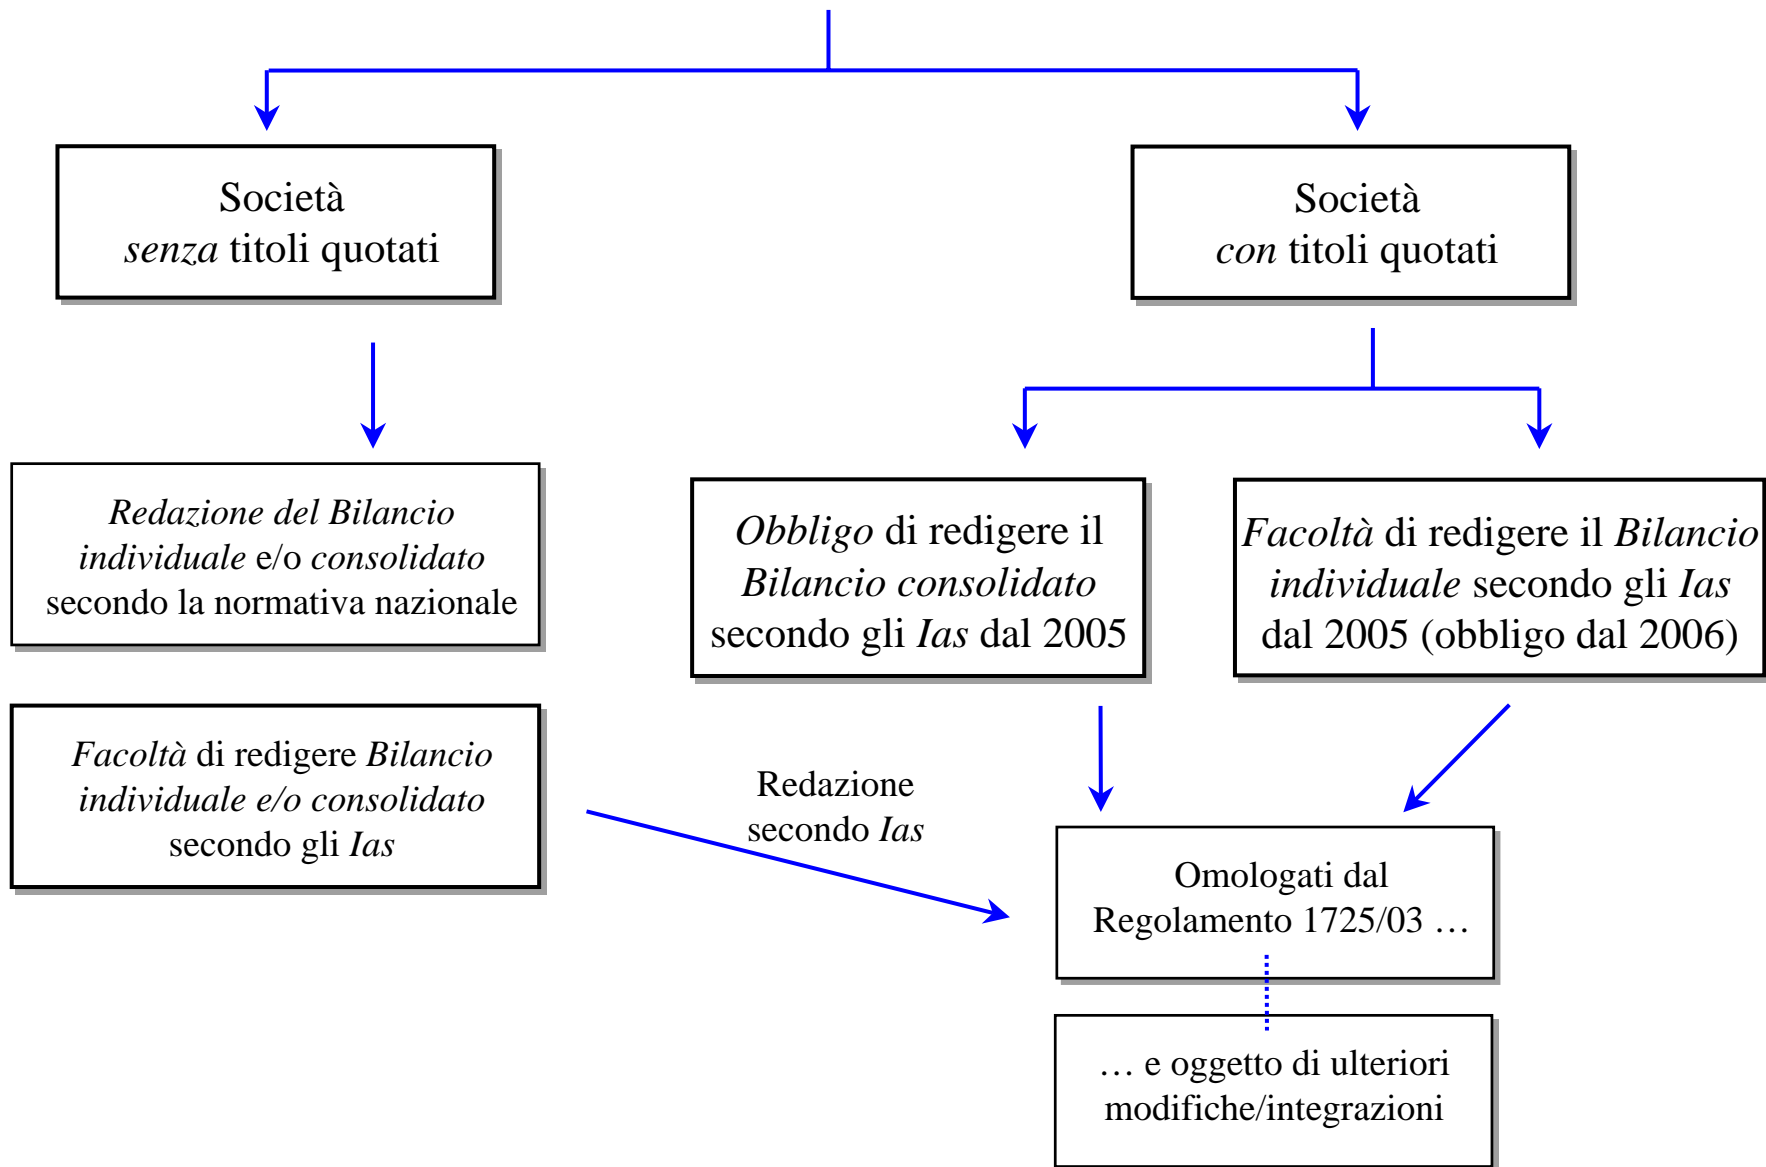 Società
senza titoli quotati
Società
con titoli quotati
Redazione del Bilancio
individuale e/o consolidato
secondo la normativa nazionale
Obbligo di redigere il
Bilancio consolidato
secondo gli Ias dal 2005
Facoltà di redigere il Bilancio
individuale secondo gli Ias
dal 2005 (obbligo dal 2006)
Facoltà di redigere Bilancio
individuale e/o consolidato
secondo gli Ias
Redazione
secondo Ias
Omologati dal
Regolamento 1725/03 …
… e oggetto di ulteriori
modifiche/integrazioni